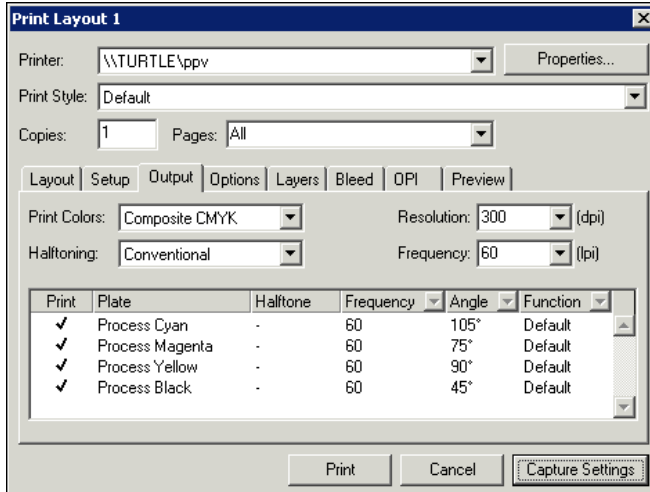 Print Layout 1
Printer: \\TURTLE\ppv Properties...
Print Style: Default
Copies: 1 Pages: All
Layout Setup Output Options Layers Bleed OPI Preview
Print Colors: Composite CMYK Resolution: 300 (dpi)
Halftoning: Conventional Frequency: 60 (lpi)
Print Plate Halftone Frequency Angle Function
✓ Process Cyan - 60 105° Default
✓ Process Magenta - 60 75° Default
✓ Process Yellow - 60 90° Default
✓ Process Black - 60 45° Default
Print Cancel Capture Settings